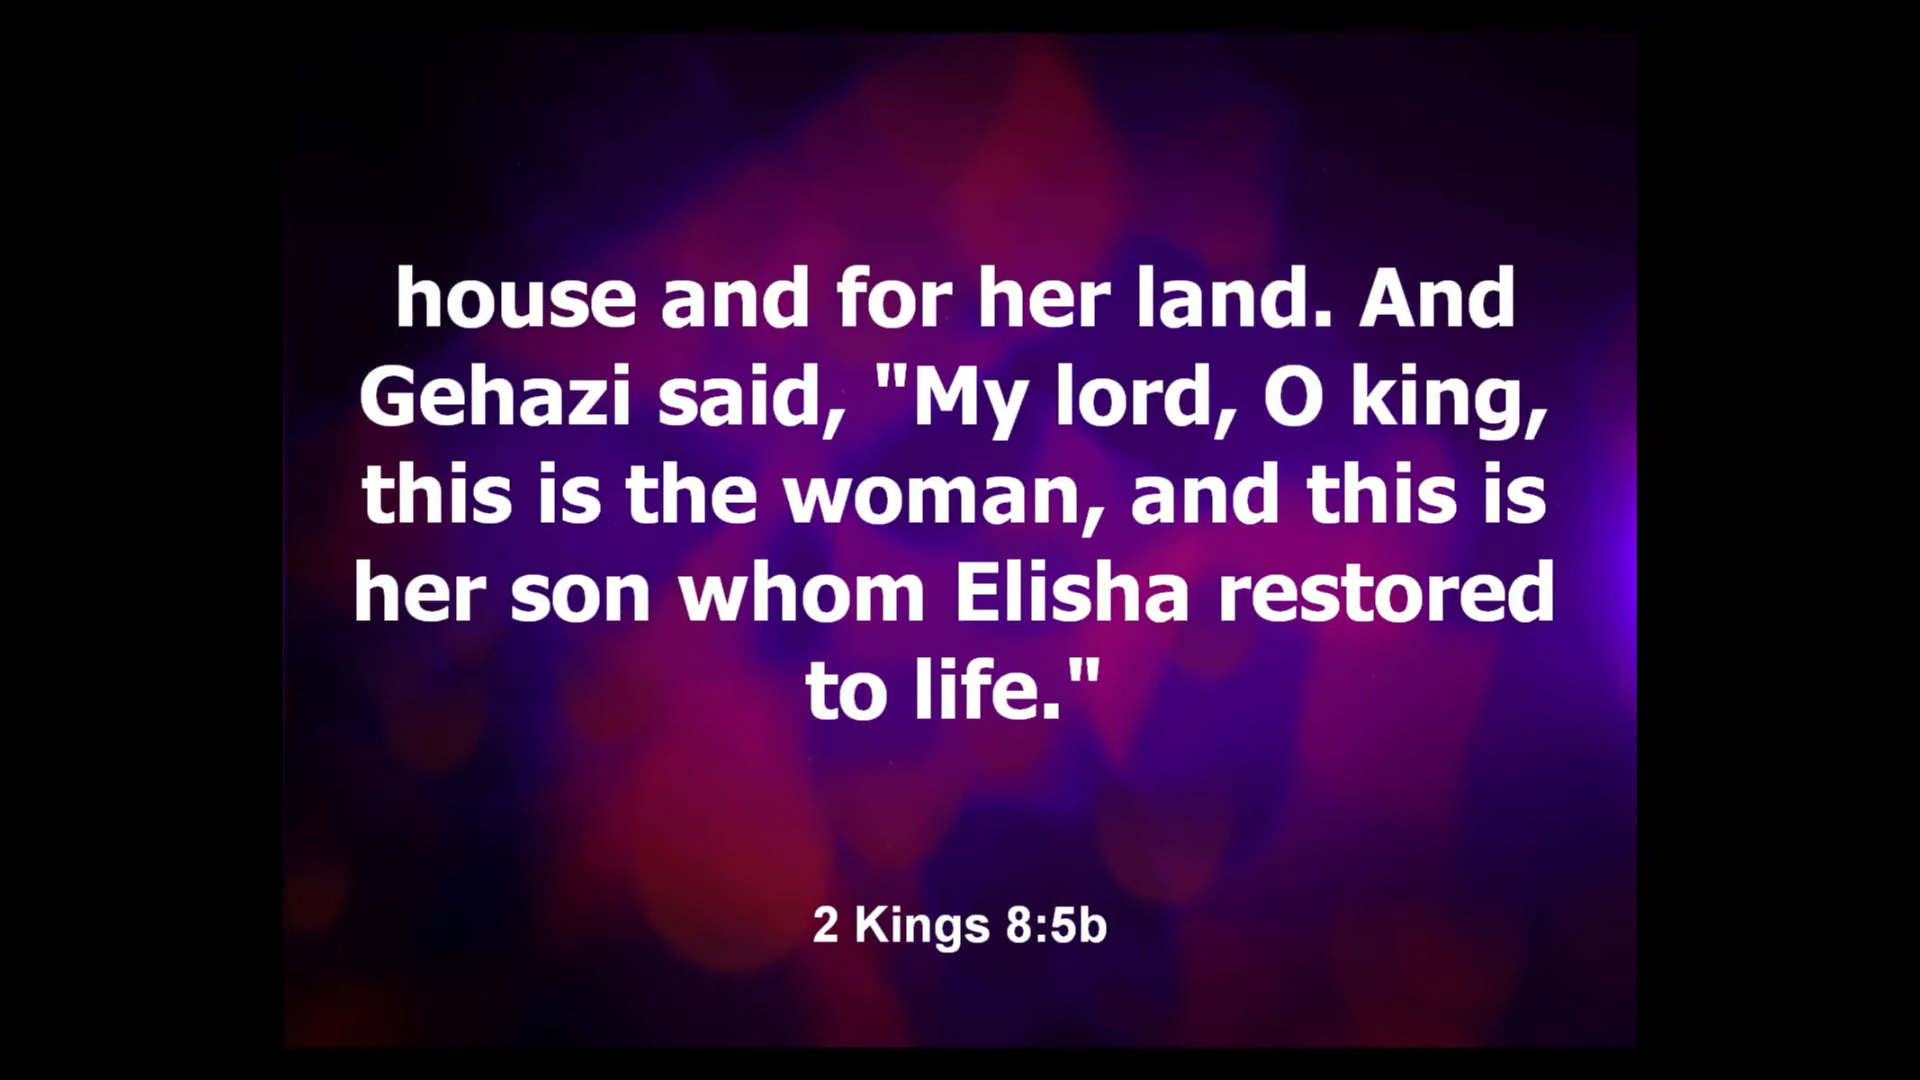 house and for her land. And
Gehazi said, "My lord, O king,
this is the woman, and this is
her son whom Elisha restored
to life."
2 Kings 8:5b